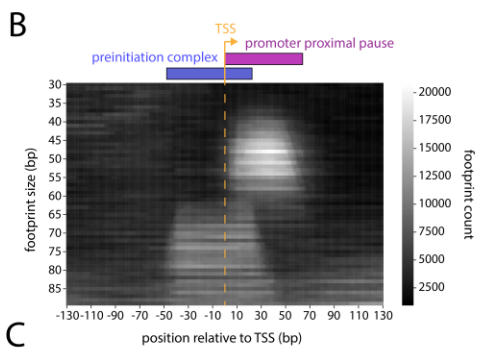 B
TSS
promoter proximal pause
preinitiation complex
30
35
40
45
50
55
60
65
70
75
80
85
footprint size (bp)
-130 -110 -90 -70 -50 -30 -10 10 30 50 70 90 110 130
position relative to TSS (bp)
20000
17500
15000
12500
10000
7500
5000
2500
footprint count
C